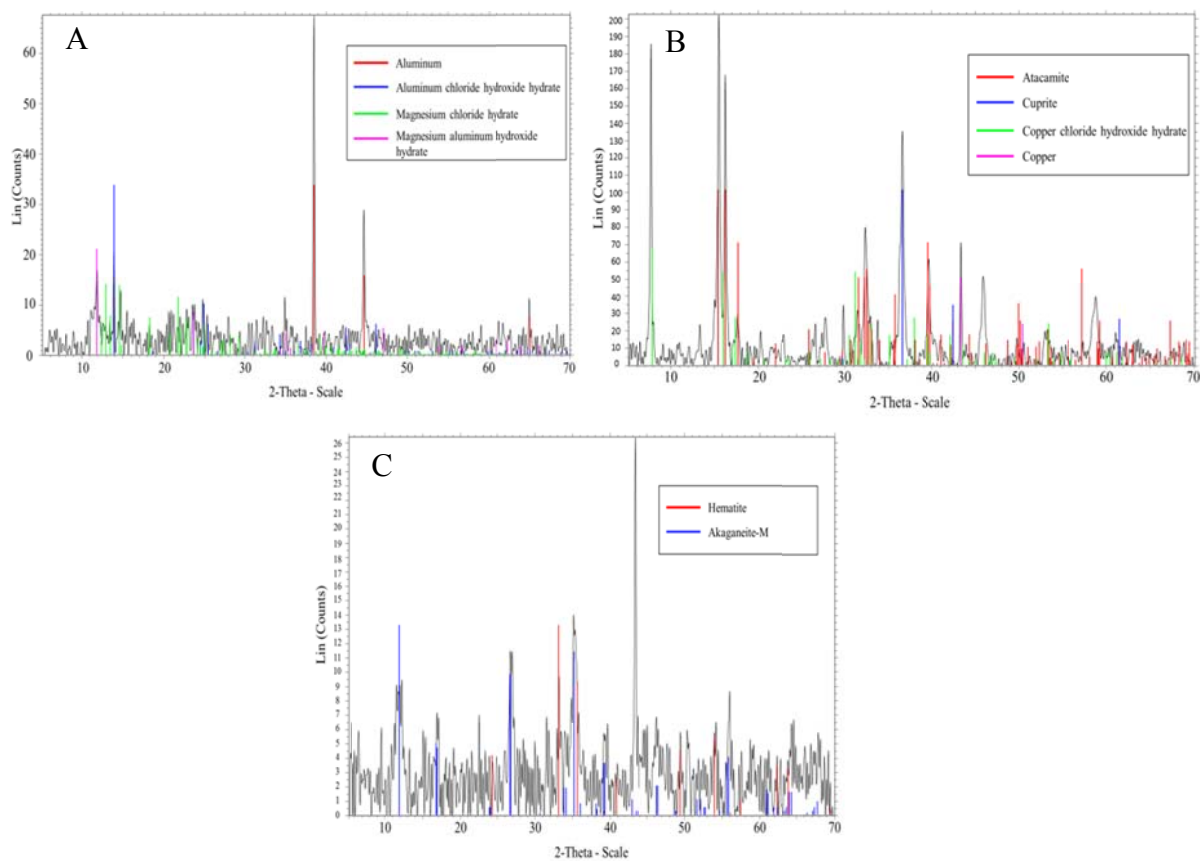 A
Aluminum
Aluminum chloride hydroxide hydrate
Magnesium chloride hydrate
Magnesium aluminum hydroxide
hydrate
Lin (Counts)
60
50
40
30
20
10
0
10 20 30 40 50 60 70
2-Theta - Scale
B
Atacamite
Cuprite
Copper chloride hydroxide hydrate
Copper
Lin (Counts)
200
190
180
170
160
150
140
130
120
110
100
90
80
70
60
50
40
30
20
10
0
10 20 30 40 50 60 70
2-Theta - Scale
C
Hematite
Akaganeite-M
Lin (Counts)
26
25
24
23
22
21
20
19
18
17
16
15
14
13
12
11
10
9
8
7
6
5
4
3
2
1
0
10 20 30 40 50 60 70
2-Theta - Scale